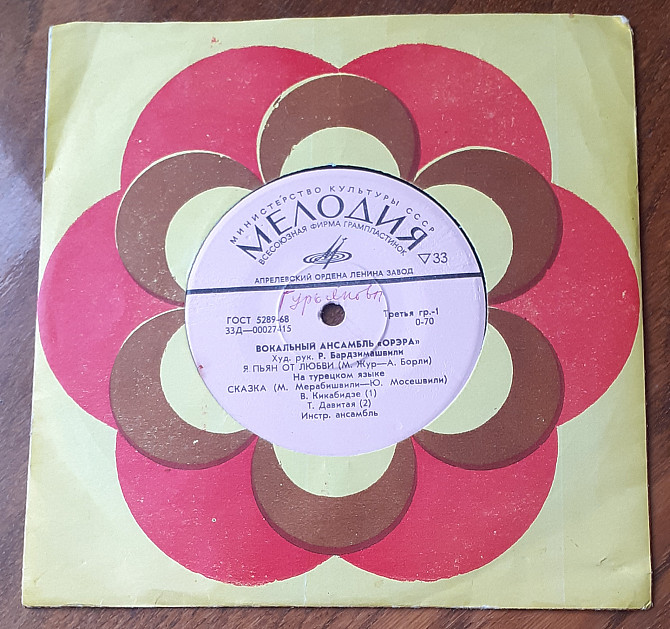 МИНИСТЕРСТВО КУЛЬТУРЫ СССР
МЕЛОДИЯ
ВСЕСОЮЗНАЯ ФИРМА ГРАМПЛАСТИНОК
▽33
АПРЕЛЕВСКИЙ ОРДЕНА ЛЕНИНА ЗАВОД
Гурьянова
ГОСТ 5289-68
Третья гр.-1
33Д—00027415
0-70
ВОКАЛЬНЫЙ АНСАМБЛЬ «ОРЭРА»
Худ. рук. Р. Бардзимашвили
Я ПЬЯН ОТ ЛЮБВИ (М. Жур—А. Борли)
На турецком языке
СКАЗКА (М. Мерабишвили—Ю. Мосешвили)
В. Кикабидзе (1)
Т. Давитая (2)
Инстр. ансамбль